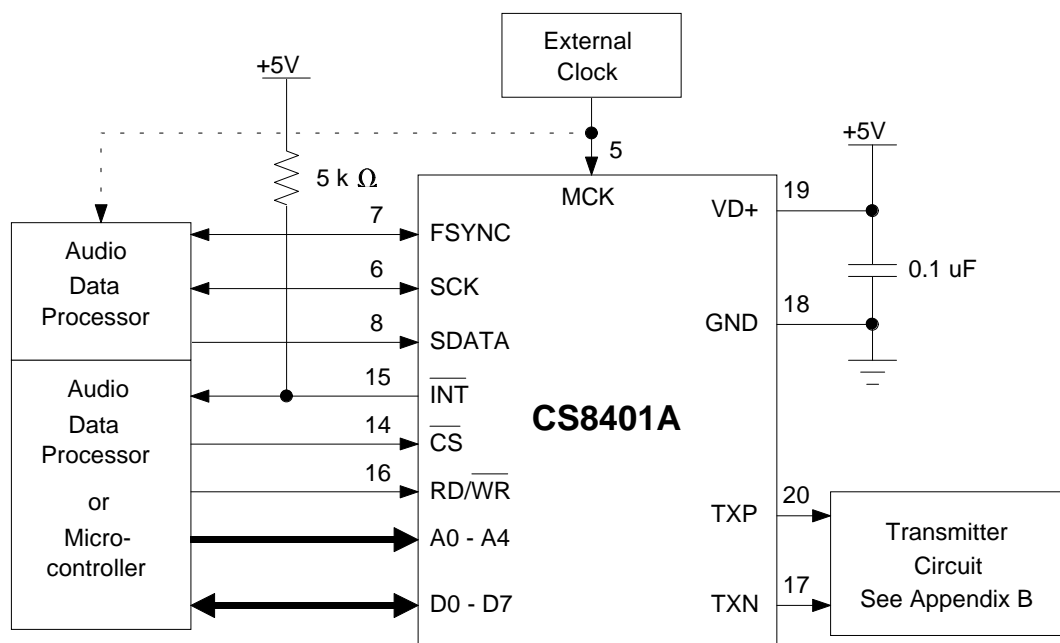 External
Clock
+5V
+5V
5
5 k Ω
MCK
19
VD+
Audio
Data
Processor
7
FSYNC
6
SCK
8
SDATA
0.1 uF
18
GND
Audio
Data
Processor
or
Micro-
controller
15
INT
14
CS
16
RD/WR
A0 - A4
D0 - D7
CS8401A
TXP
20
TXN
17
Transmitter
Circuit
See Appendix B